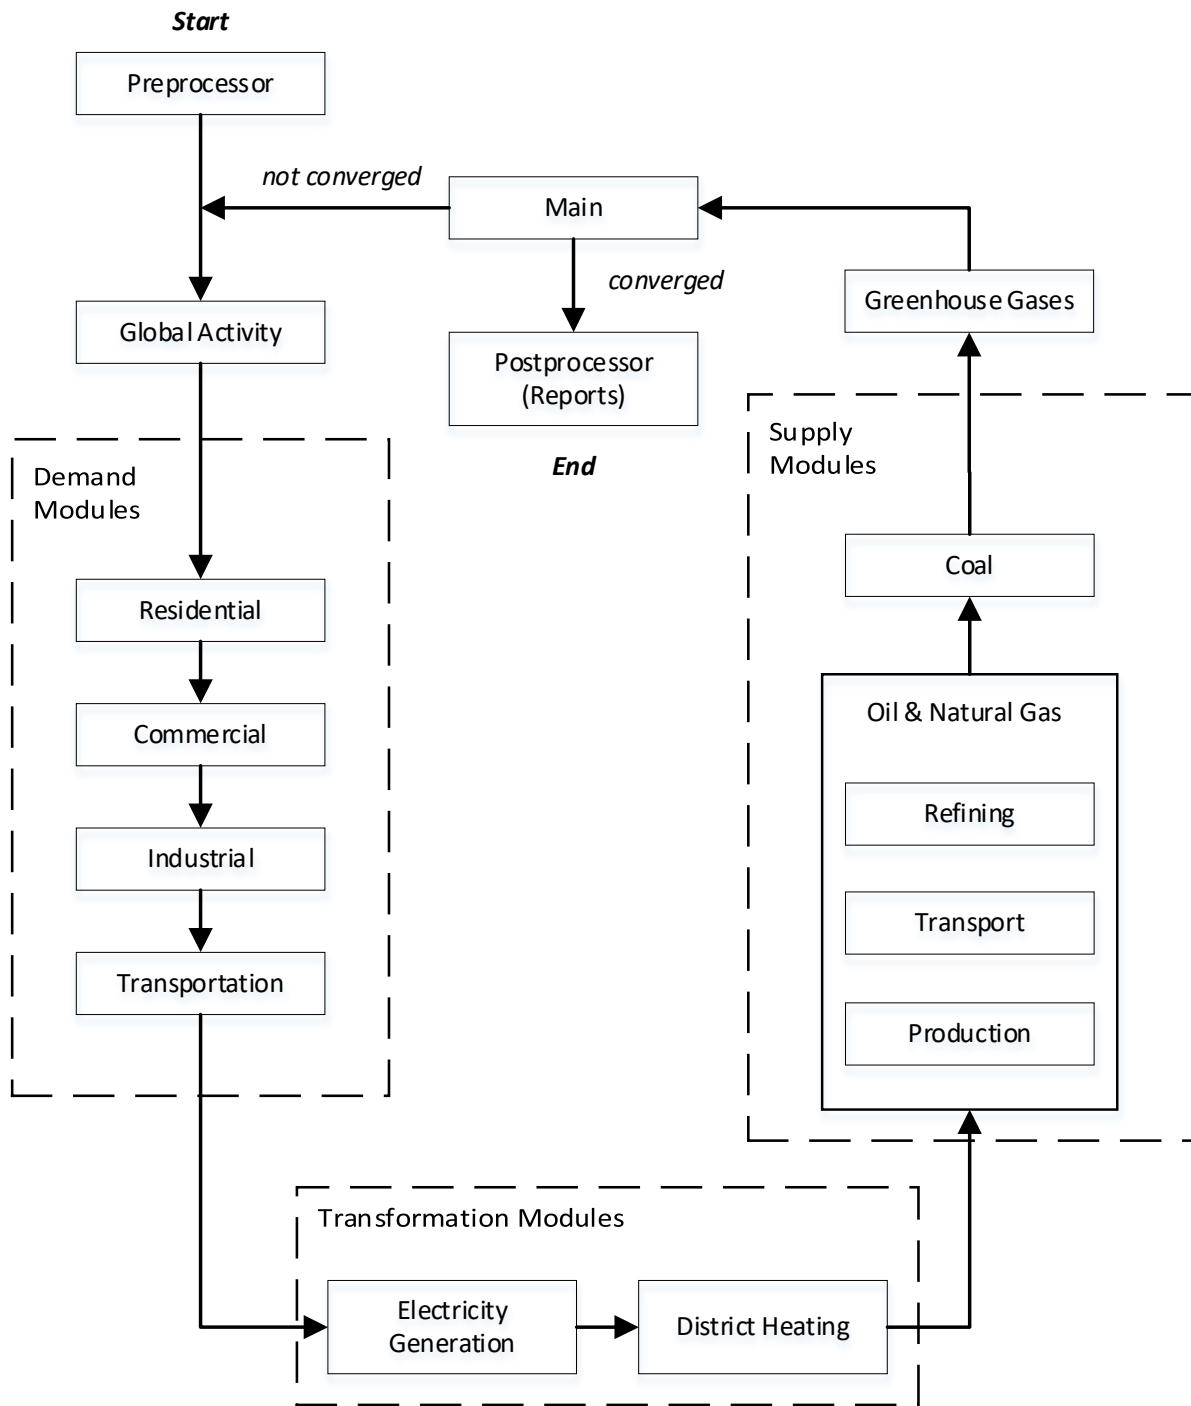 Start
Preprocessor
not converged
Main
converged
Greenhouse Gases
Global Activity
Postprocessor
(Reports)
End
Demand
Modules
Residential
Commercial
Industrial
Transportation
Supply
Modules
Coal
Oil & Natural Gas
Refining
Transport
Production
Transformation Modules
Electricity
Generation
District Heating